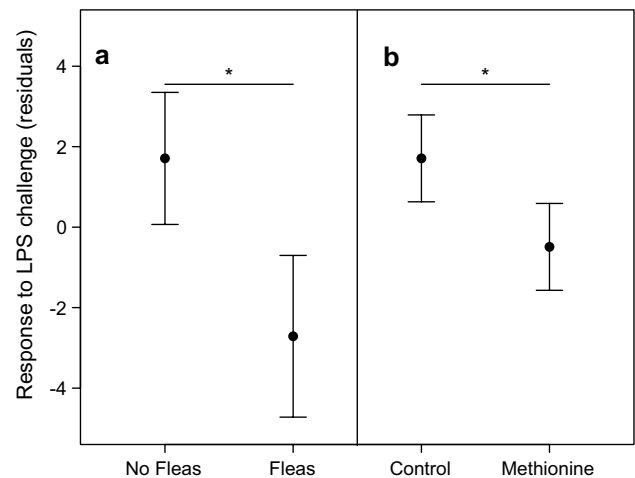 Response to LPS challenge (residuals)
4
2
0
-2
-4
a
*
b
*
No Fleas
Fleas
Control
Methionine